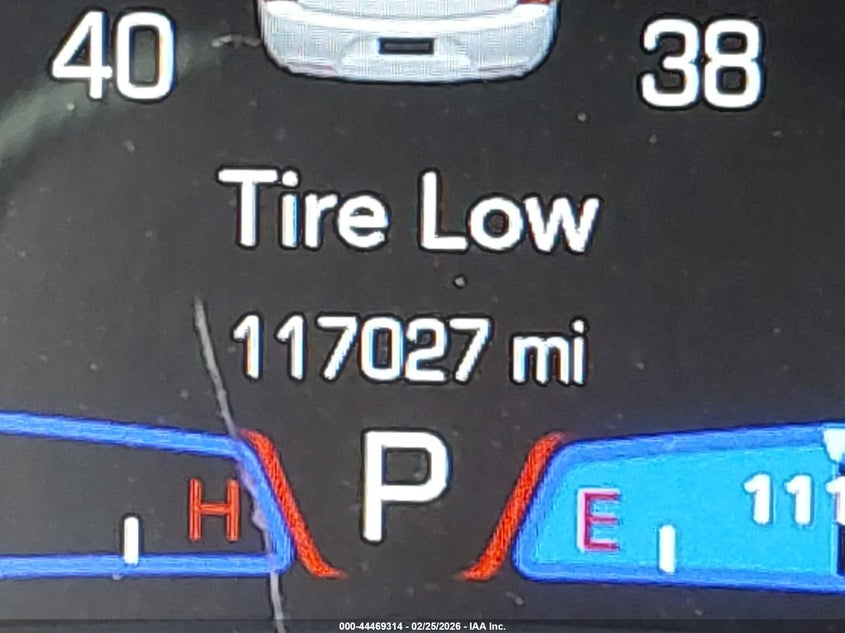 40 38
Tire Low
117027 mi
P
H E 111
000-44469314 - 02/25/2026 - IAA Inc.